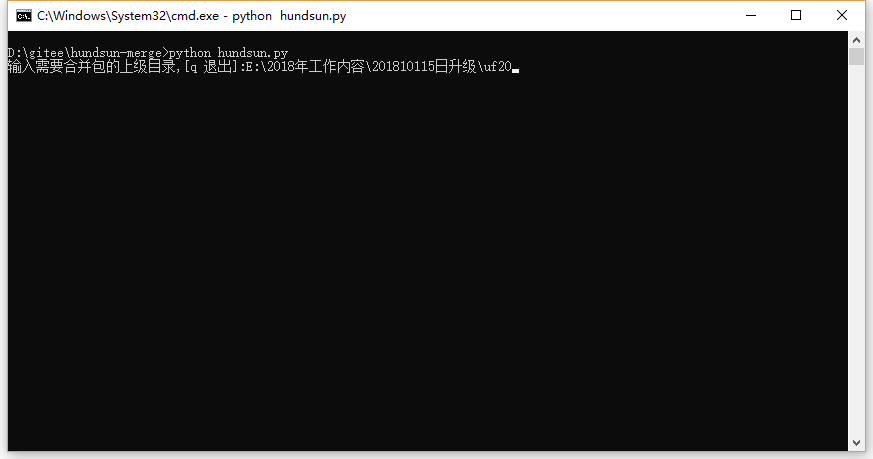 C:\Windows\System32\cmd.exe - python  hundsun.py
D:\gitee\hundsun-merge>python hundsun.py
输入需要合并包的上级目录,[q 退出]:E:\2018年工作内容\201810115日升级\uf20